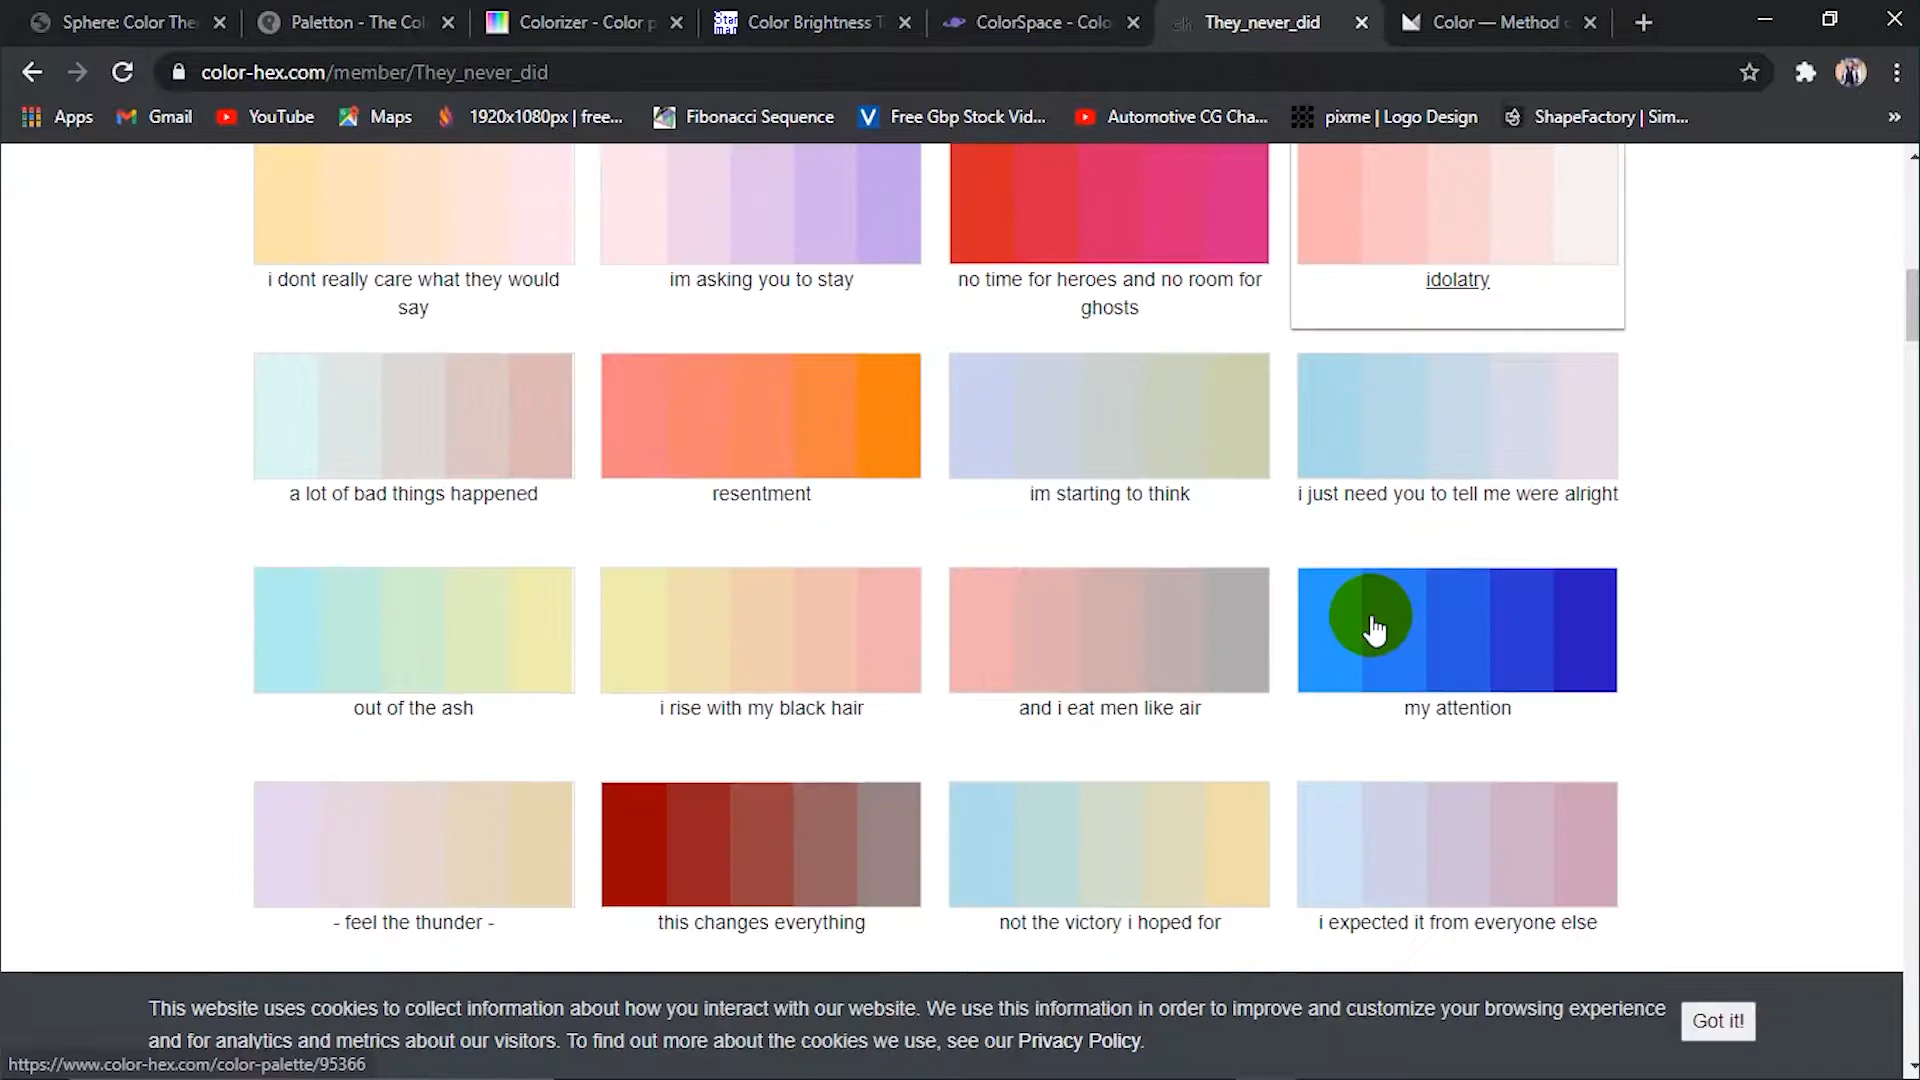 Sphere: Color The
Paletton - The Col
Colorizer - Color p
Color Brightness T
ColorSpace - Colo
They_never_did
Color — Method o
color-hex.com/member/They_never_did
Apps
Gmail
YouTube
Maps
1920x1080px | free...
Fibonacci Sequence
Free Gbp Stock Vid...
Automotive CG Cha...
pixme | Logo Design
ShapeFactory | Sim...
i dont really care what they would
say
im asking you to stay
no time for heroes and no room for
ghosts
idolatry
a lot of bad things happened
resentment
im starting to think
i just need you to tell me were alright
out of the ash
i rise with my black hair
and i eat men like air
my attention
- feel the thunder -
this changes everything
not the victory i hoped for
i expected it from everyone else
This website uses cookies to collect information about how you interact with our website. We use this information in order to improve and customize your browsing experience
and for analytics and metrics about our visitors. To find out more about the cookies we use, see our Privacy Policy.
Got it!
https://www.color-hex.com/color-palette/95366